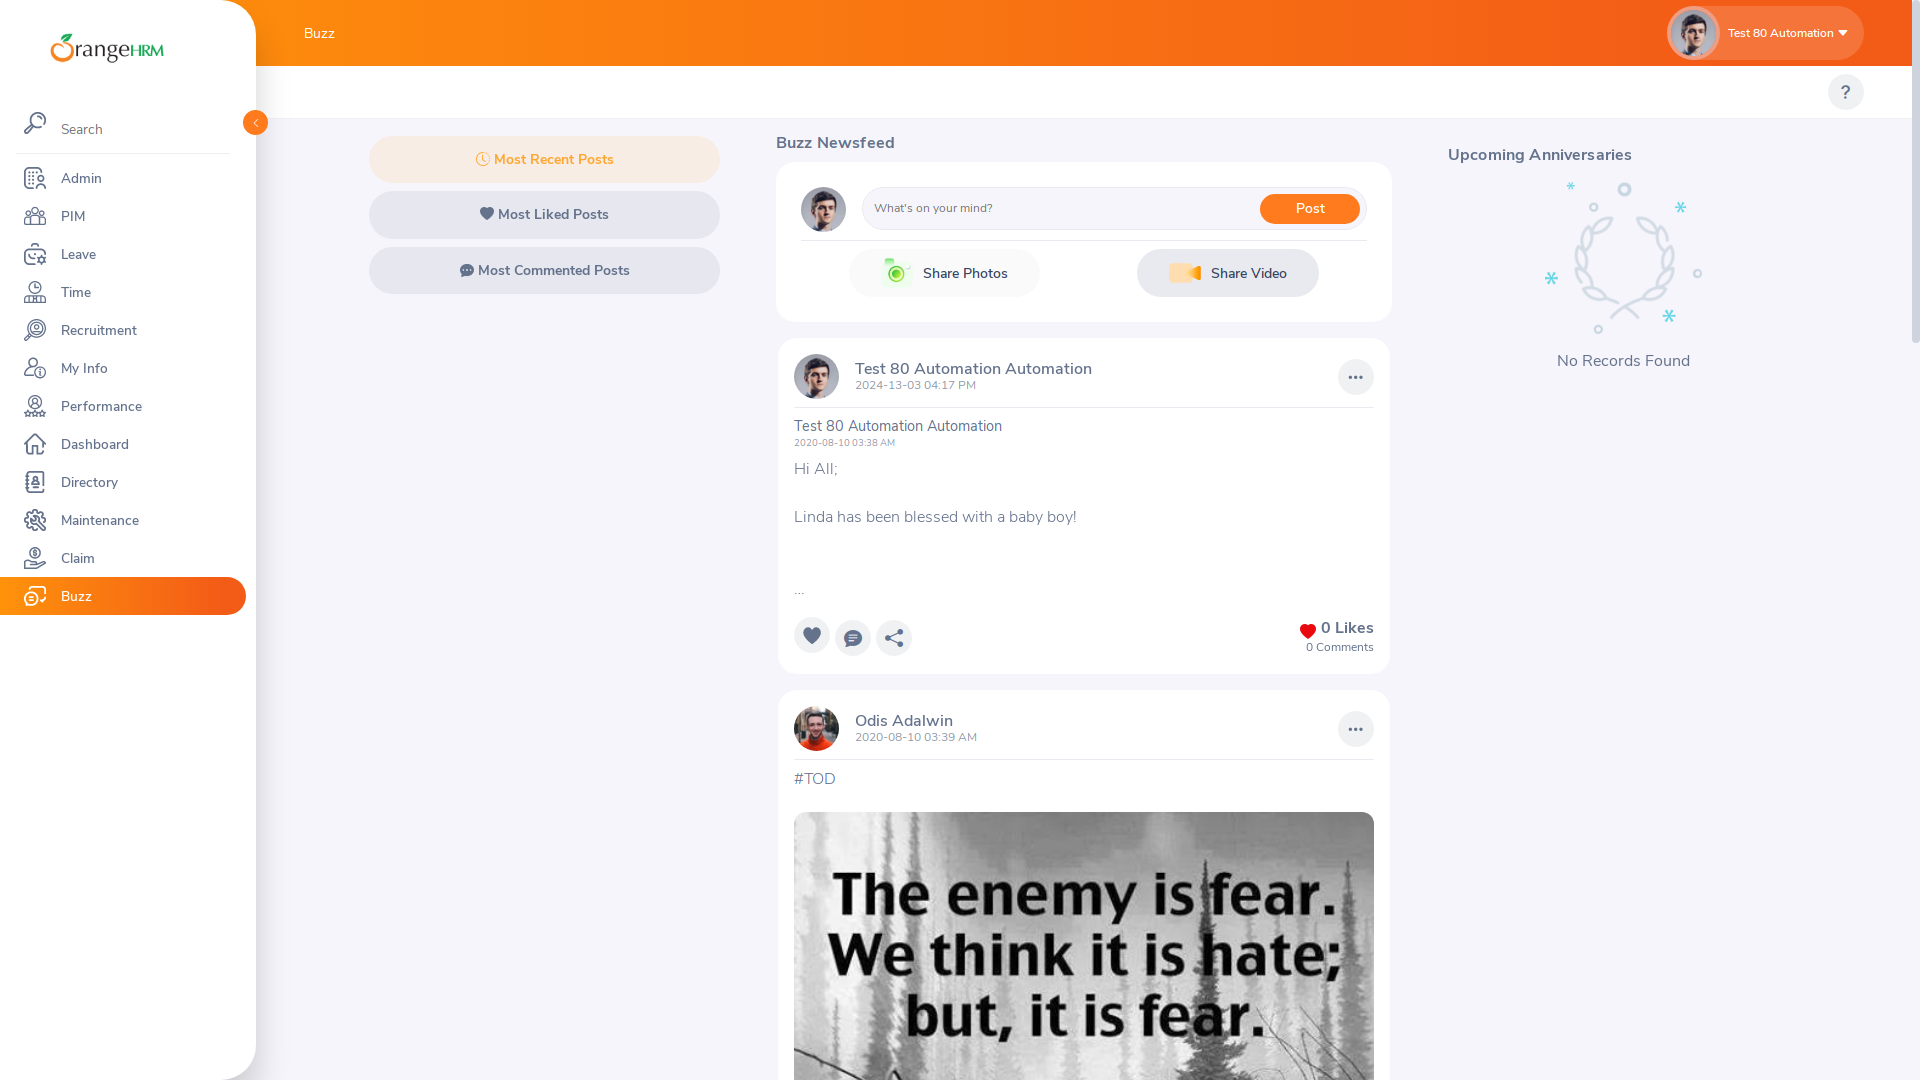 OrangeHRM
Search
Admin
PIM
Leave
Time
Recruitment
My Info
Performance
Dashboard
Directory
Maintenance
Claim
Buzz
Buzz
Test 80 Automation
?
Most Recent Posts
Most Liked Posts
Most Commented Posts
Buzz Newsfeed
What's on your mind?
Post
Share Photos
Share Video
Test 80 Automation Automation
2024-13-03 04:17 PM
Test 80 Automation Automation
2020-08-10 03:38 AM
Hi All;
Linda has been blessed with a baby boy!
...
0 Likes
0 Comments
Odis Adalwin
2020-08-10 03:39 AM
#TOD
The enemy is fear.
We think it is hate;
but, it is fear.
Upcoming Anniversaries
No Records Found